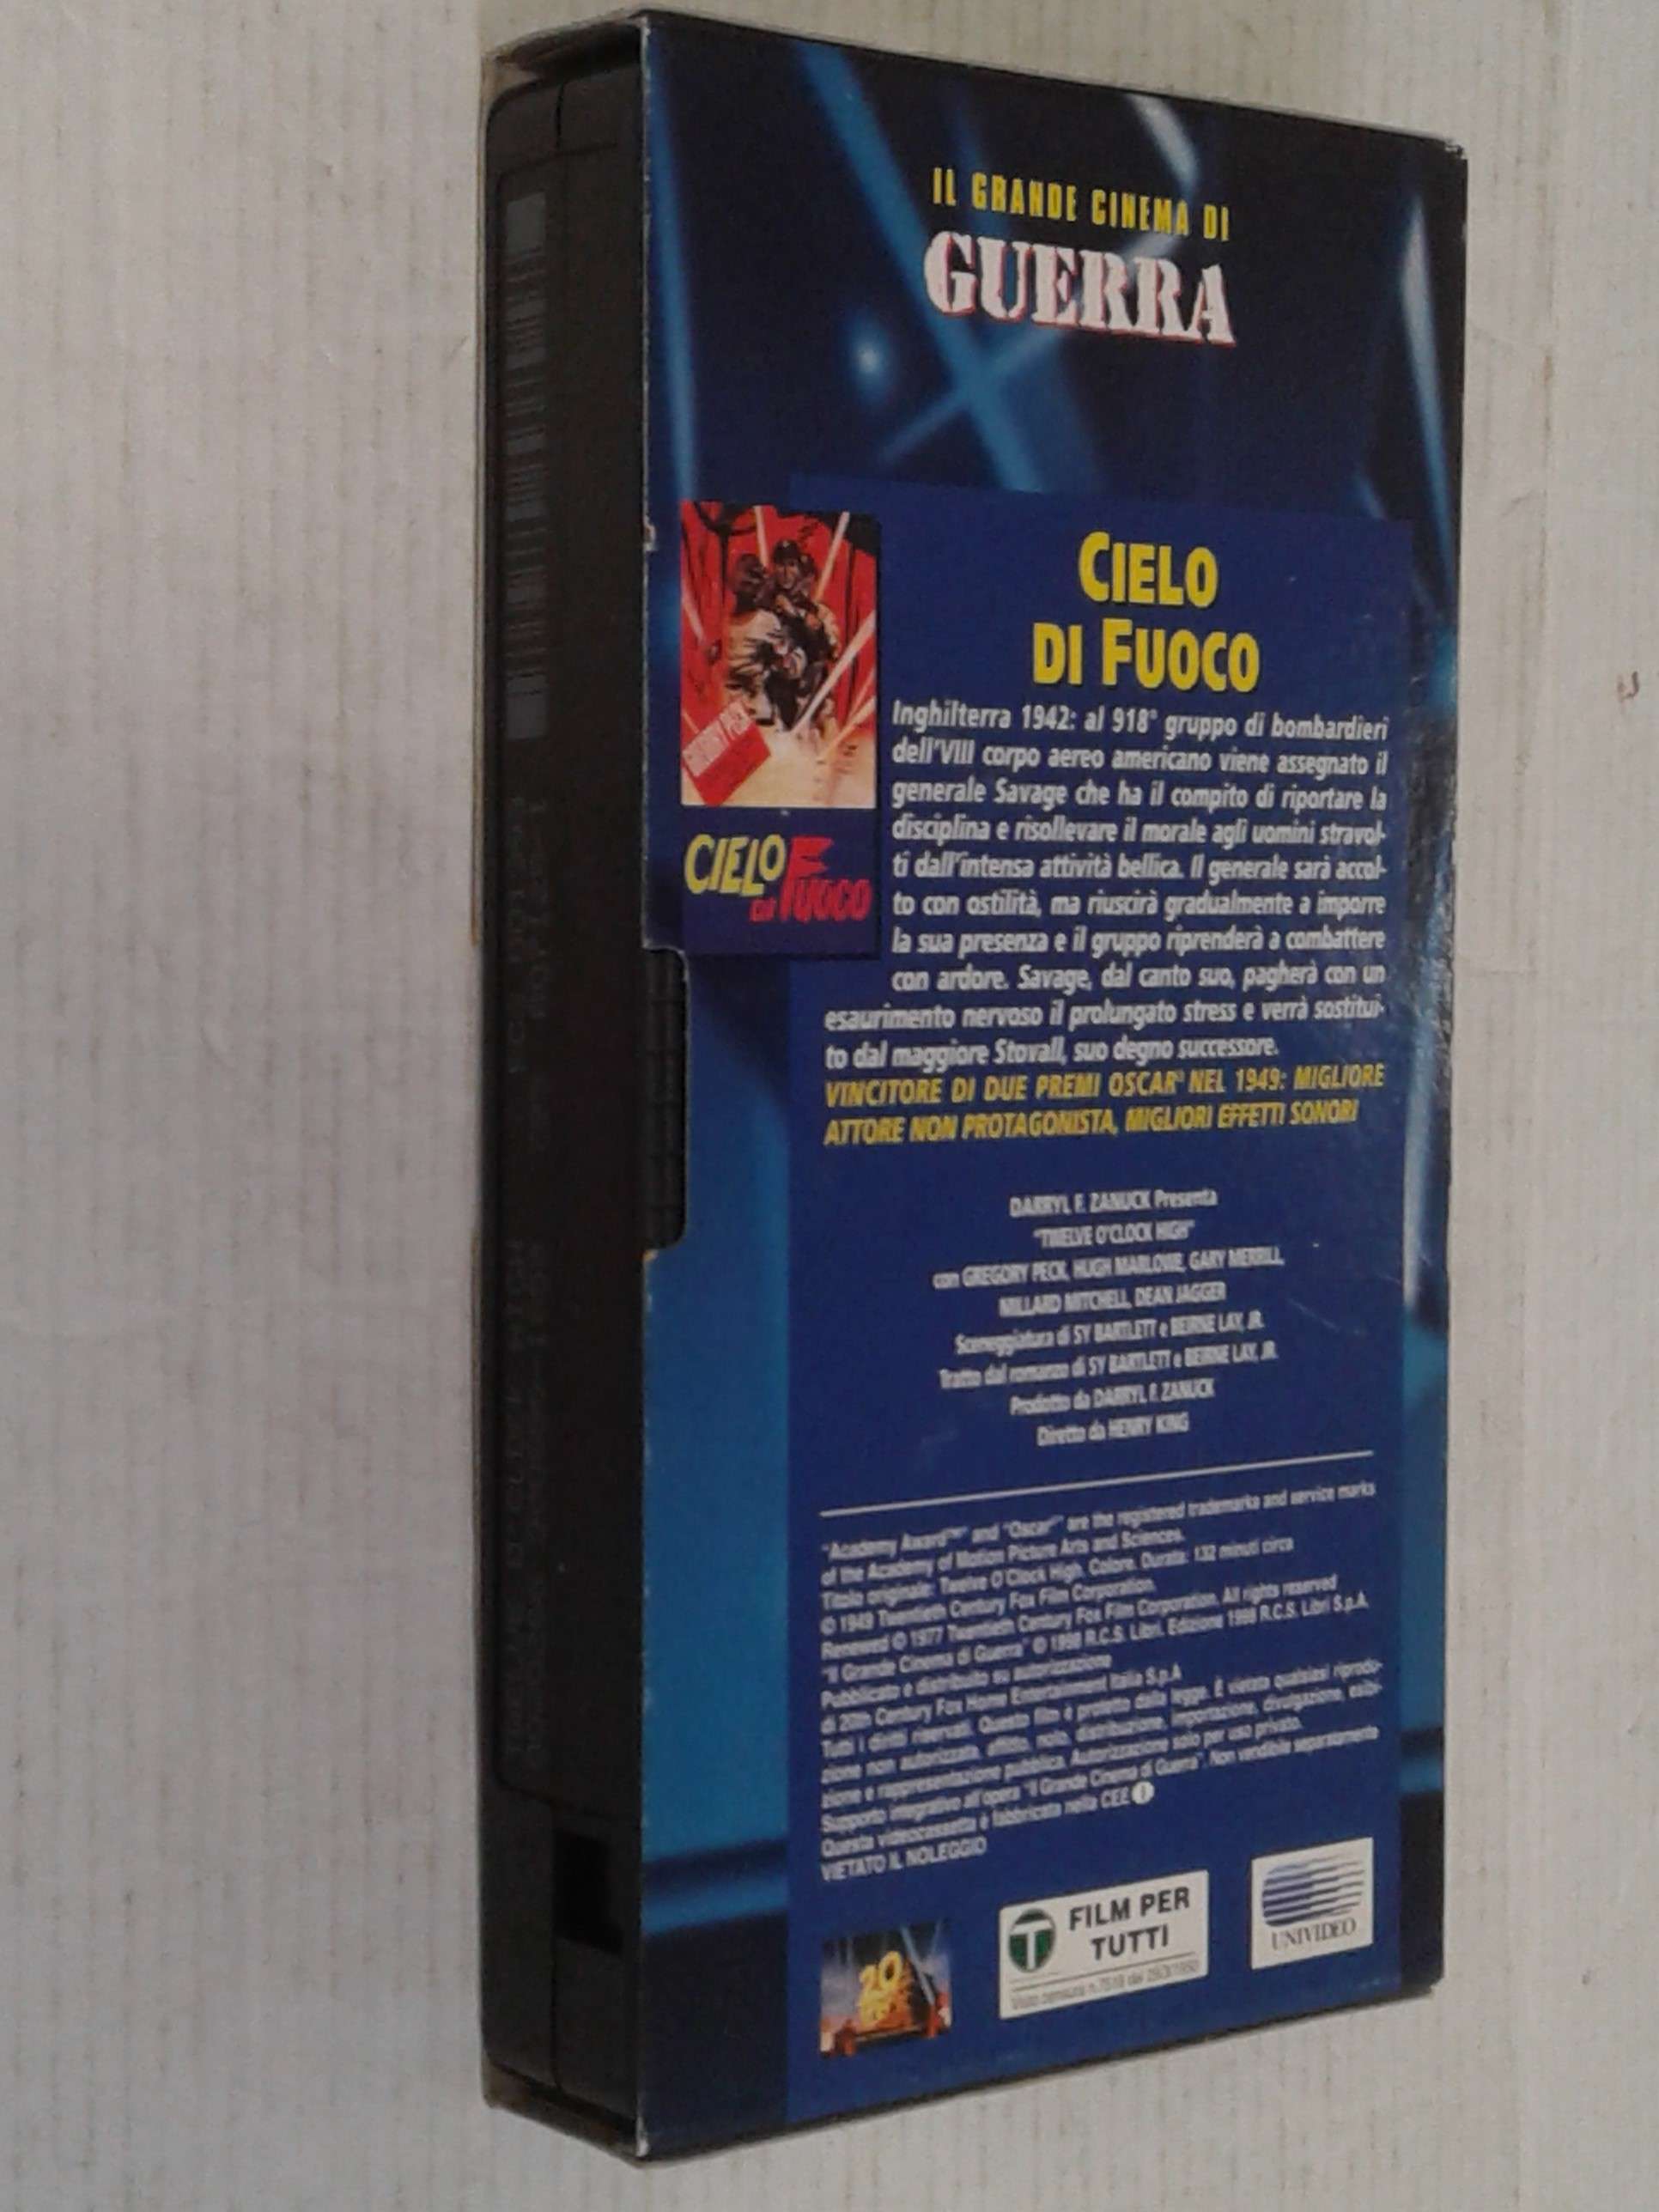 IL GRANDE CINEMA DI
GUERRA
CIELO
DI FUOCO
Inghilterra 1942: al 918° gruppo di bombardieri
dell'VIII corpo aereo americano viene assegnato il
generale Savage che ha il compito di riportare la
disciplina e risollevare il morale agli uomini stravol-
ti dall'intensa attività bellica. Il generale sarà accol-
to con ostilità, ma riuscirà gradualmente a imporre
la sua presenza e il gruppo riprenderà a combattere
con ardore. Savage, dal canto suo, pagherà con un
esaurimento nervoso il prolungato stress e verrà sostitui-
to dal maggiore Stovall, suo degno successore.
VINCITORE DI DUE PREMI OSCAR® NEL 1949: MIGLIORE
ATTORE NON PROTAGONISTA, MIGLIORI EFFETTI SONORI
GREGORY PECK
CIELO
DI FUOCO
DARRYL F. ZANUCK Presenta
"TWELVE O'CLOCK HIGH"
con GREGORY PECK, HUGH MARLOWE, GARY MERRILL,
MILLARD MITCHELL, DEAN JAGGER
Sceneggiatura di SY BARTLETT e BEIRNE LAY, JR.
Tratto dal romanzo di SY BARTLETT e BEIRNE LAY, JR.
Prodotto da DARRYL F. ZANUCK
Diretto da HENRY KING
"Academy Award™" and "Oscar" are the registered trademarks and service marks
of the Academy of Motion Picture Arts and Sciences.
Titolo originale: Twelve O'Clock High. Colore. Durata: 132 minuti circa
© 1949 Twentieth Century Fox Film Corporation.
Renewed © 1977 Twentieth Century Fox Film Corporation. All rights reserved
"Il Grande Cinema di Guerra" © 1998 R.C.S. Libri. Edizione 1998 R.C.S. Libri S.p.A.
Pubblicato e distribuito su autorizzazione
di 20th Century Fox Home Entertainment Italia S.p.A
Tutti i diritti riservati. Questo film è protetto dalla legge. È vietata qualsiasi riprodu-
zione non autorizzata, affitto, nolo, distribuzione, importazione, divulgazione, esibi-
zione e rappresentazione pubblica. Autorizzazione solo per uso privato.
Supporto integrativo all'opera "Il Grande Cinema di Guerra". Non vendibile separatamente
Questa videocassetta è fabbricata nella CEE
VIETATO IL NOLEGGIO
20
T FILM PER
TUTTI
Visto censura n.
UNIVIDEO